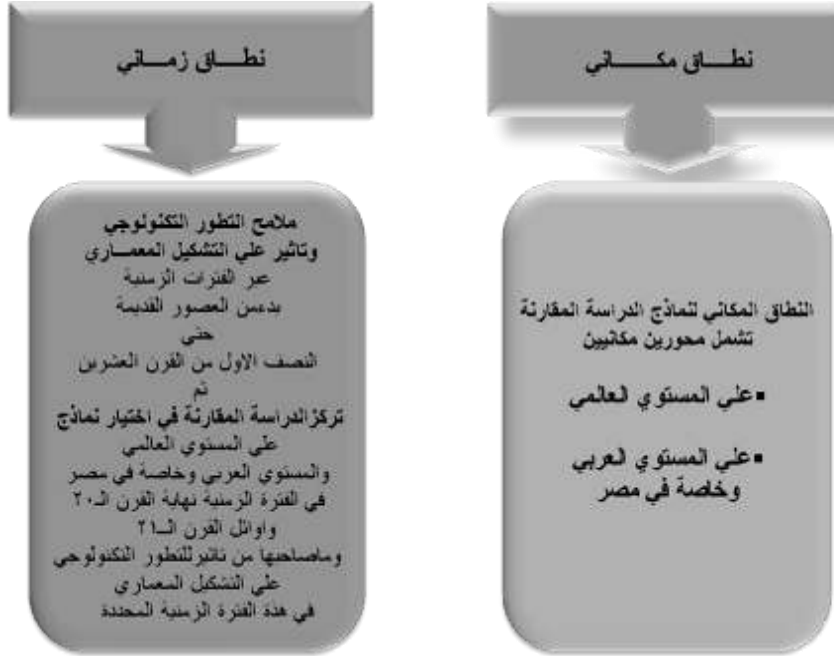 نطـــاق مكـــــاني
النطاق المكاني لنماذج الدراسة المقارنة
تشمل محورين مكانيين
▪علي المستوي العالمي
▪علي المستوي العربي
وخاصة في مصر
نطـــاق زمـــاني
ملامح التطور التكنولوجي
وتاثير علي التشكيل المعمـــاري
عبر الفترات الزمنية
بدءمن العصور القديمة
حتي
النصف الاول من القرن العشرين
ثم
تركزالدراسة المقارنة في اختيار نماذج
علي المستوي العالمي
والمستوي العربي وخاصة في مصر
في الفترة الزمنية نهاية القرن الـ٢٠
واوائل القرن الــ٢١
وماصاحبها من تاثيرللتطور التكنولوجي
علي التشكيل المعماري
في هذة الفترة الزمنية المحددة